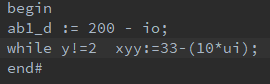 begin
ab1_d := 200 - io;
while y!=2  xyy:=33-(10*ui);
end#